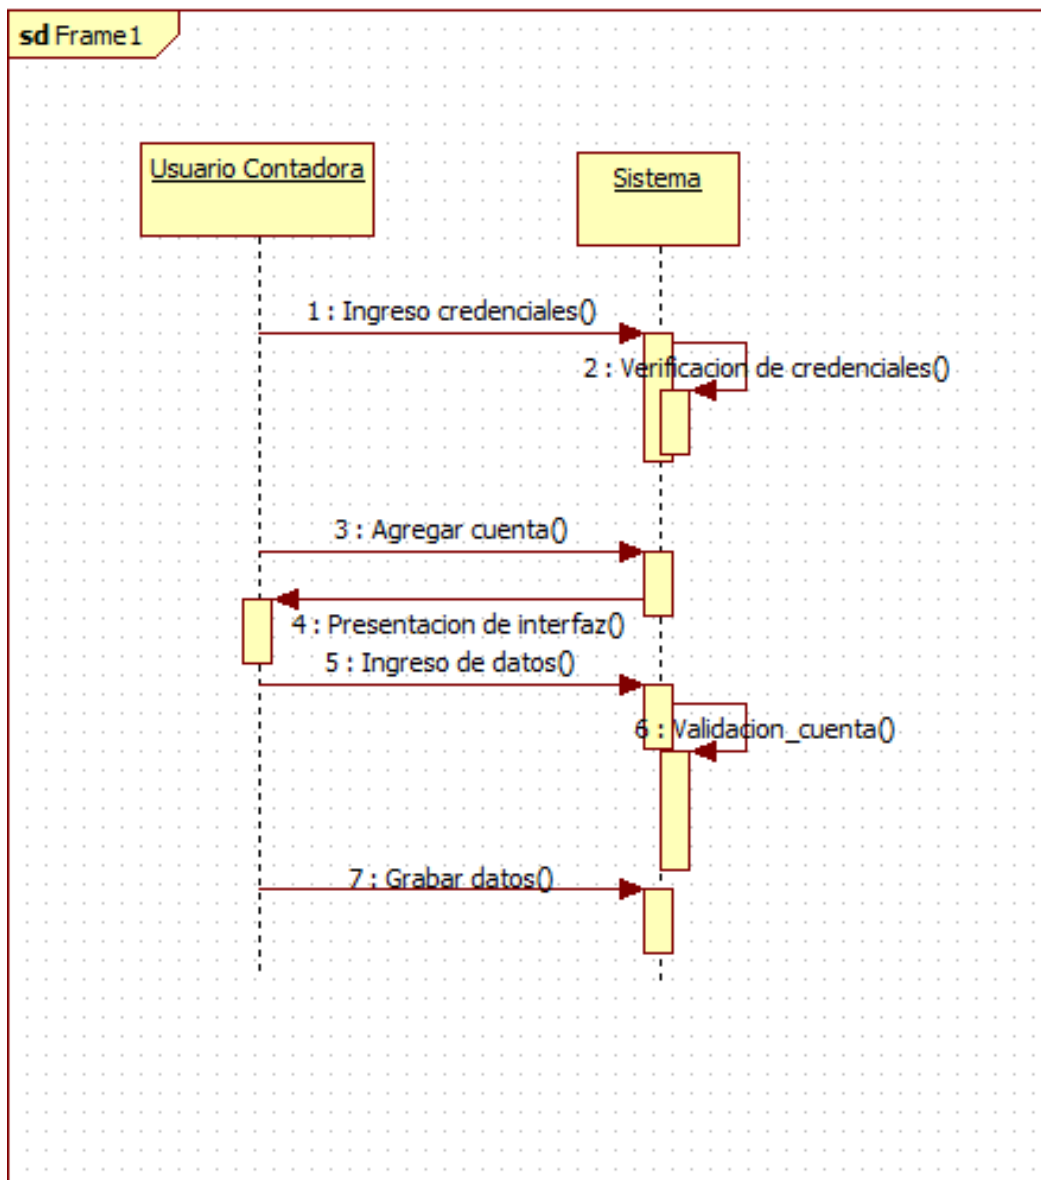 sd Frame1
Usuario Contadora
Sistema
1 : Ingreso credenciales()
2 : Verificacion de credenciales()
3 : Agregar cuenta()
4 : Presentacion de interfaz()
5 : Ingreso de datos()
6 : Validacion_cuenta()
7 : Grabar datos()